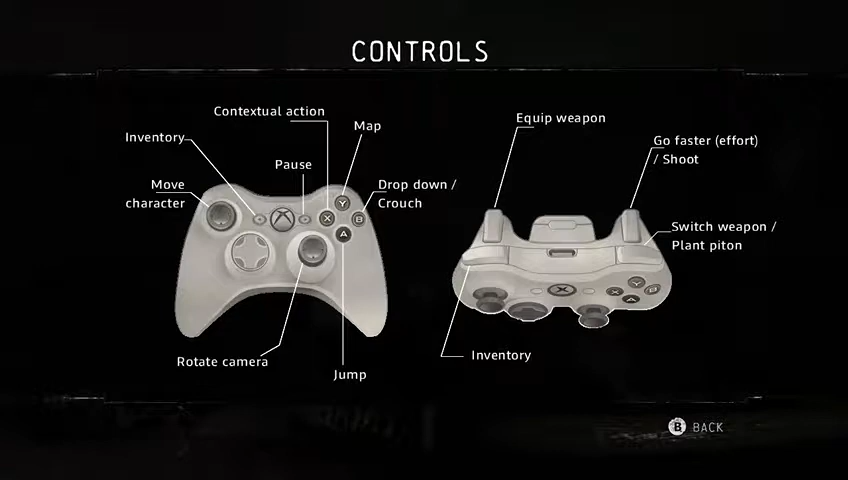 CONTROLS
Contextual action
Map
Inventory
Pause
Move
character
Drop down /
Crouch
Y
X
B
A
Rotate camera
Jump
Equip weapon
Go faster (effort)
/ Shoot
Switch weapon /
Plant piton
Y
X
B
A
Inventory
B BACK